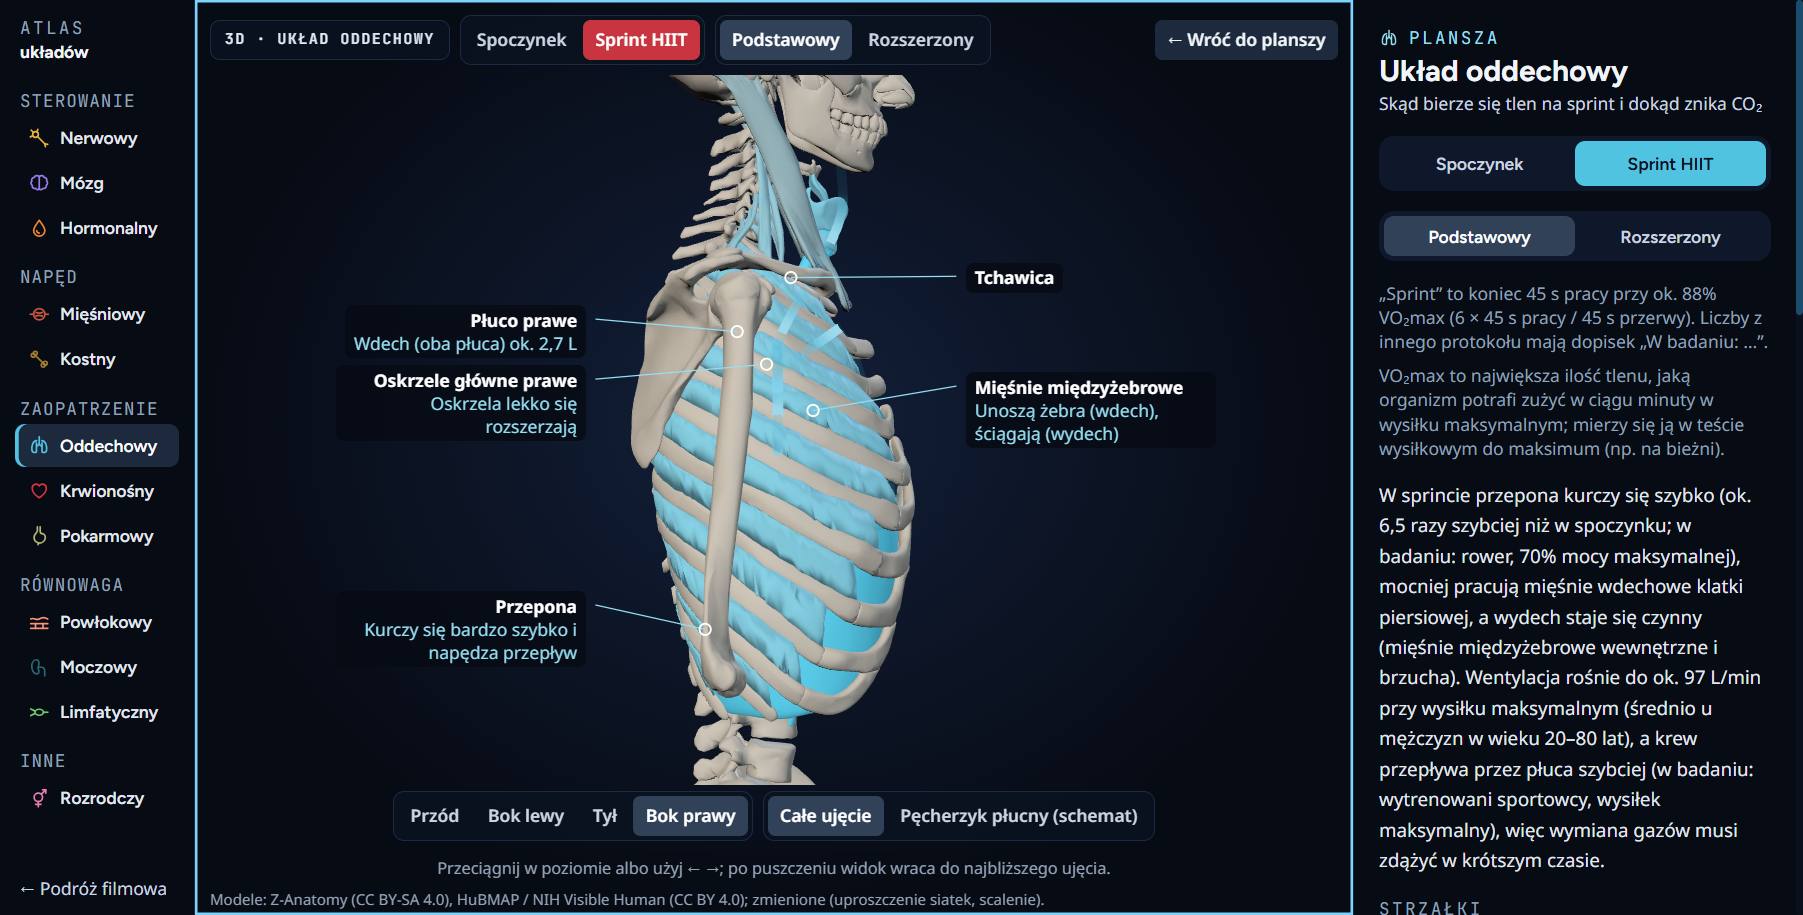 ATLAS
układów
STEROWANIE
Nerwowy
Mózg
Hormonalny
NAPĘD
Mięśniowy
Kostny
ZAOPATRZENIE
Oddechowy
Krwionośny
Pokarmowy
RÓWNOWAGA
Powłokowy
Moczowy
Limfatyczny
INNE
Rozrodczy
← Podróż filmowa
3D · UKŁAD ODDECHOWY
Spoczynek
Sprint HIIT
Podstawowy
Rozszerzony
← Wróć do planszy
Tchawica
Płuco prawe
Wdech (oba płuca) ok. 2,7 L
Oskrzele główne prawe
Oskrzela lekko się
rozszerzają
Mięśnie międzyżebrowe
Unoszą żebra (wdech),
ściągają (wydech)
Przepona
Kurczy się bardzo szybko i
napędza przepływ
Przód
Bok lewy
Tył
Bok prawy
Całe ujęcie
Pęcherzyk płucny (schemat)
Przeciągnij w poziomie albo użyj ← →; po puszczeniu widok wraca do najbliższego ujęcia.
Modele: Z-Anatomy (CC BY-SA 4.0), HuBMAP / NIH Visible Human (CC BY 4.0); zmienione (uproszczenie siatek, scalenie).
PLANSZA
Układ oddechowy
Skąd bierze się tlen na sprint i dokąd znika CO₂
Spoczynek
Sprint HIIT
Podstawowy
Rozszerzony
„Sprint” to koniec 45 s pracy przy ok. 88%
VO₂max (6 × 45 s pracy / 45 s przerwy). Liczby z
innego protokołu mają dopisek „W badaniu: …”.
VO₂max to największa ilość tlenu, jaką
organizm potrafi zużyć w ciągu minuty w
wysiłku maksymalnym; mierzy się ją w teście
wysiłkowym do maksimum (np. na bieżni).
W sprincie przepona kurczy się szybko (ok.
6,5 razy szybciej niż w spoczynku; w
badaniu: rower, 70% mocy maksymalnej),
mocniej pracują mięśnie wdechowe klatki
piersiowej, a wydech staje się czynny
(mięśnie międzyżebrowe wewnętrzne i
brzucha). Wentylacja rośnie do ok. 97 L/min
przy wysiłku maksymalnym (średnio u
mężczyzn w wieku 20–80 lat), a krew
przepływa przez płuca szybciej (w badaniu:
wytrenowani sportowcy, wysiłek
maksymalny), więc wymiana gazów musi
zdążyć w krótszym czasie.
STRZAŁKI